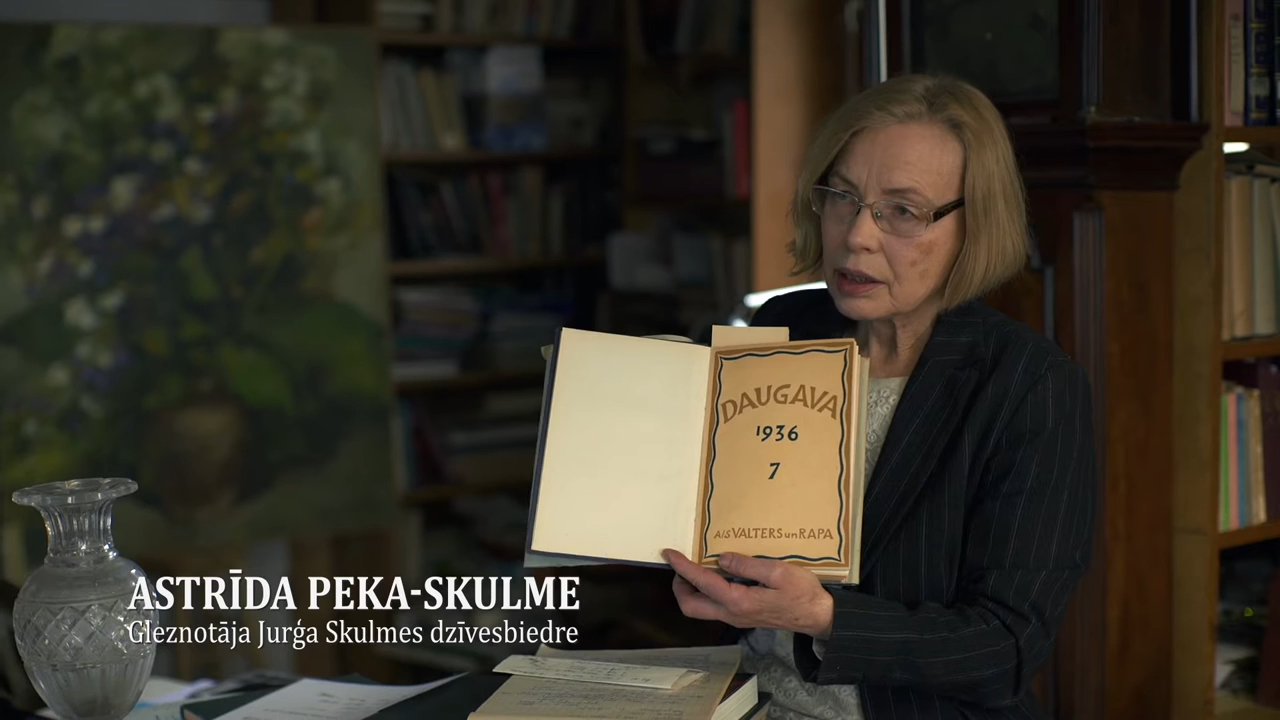 DAUGAVA
1936
7
A/S VALTERS un RAPA
ASTRĪDA PEKA-SKULME
Gleznotāja Jurģa Skulmes dzīvesbiedre